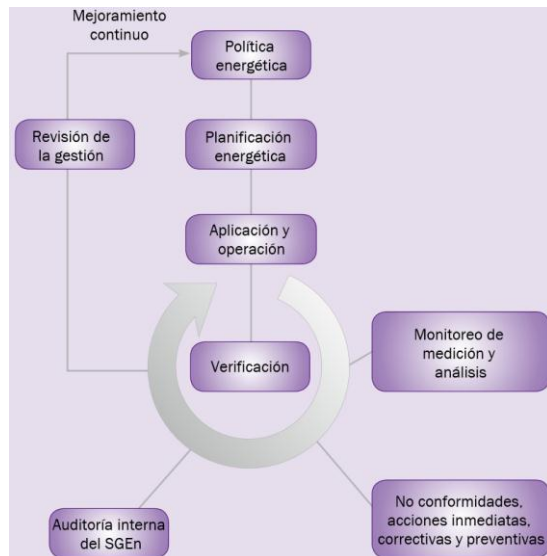 Mejoramiento
continuo
Política
energética
Revisión de
la gestión
Planificación
energética
Aplicación y
operación
Verificación
Monitoreo de
medición y
análisis
Auditoría interna
del SGEn
No conformidades,
acciones inmediatas,
correctivas y preventivas